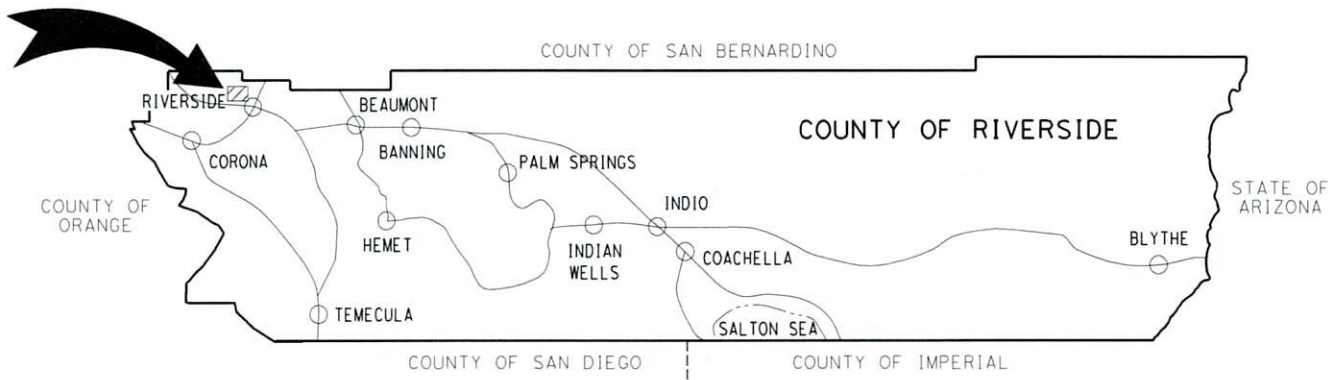 COUNTY OF SAN BERNARDINO
RIVERSIDE
BEAUMONT
COUNTY OF RIVERSIDE
CORONA
BANNING
PALM SPRINGS
STATE OF
ARIZONA
COUNTY OF
ORANGE
INDIO
HEMET
INDIAN
WELLS
COACHELLA
BLYTHE
TEMECULA
SALTON SEA
COUNTY OF SAN DIEGO
COUNTY OF IMPERIAL